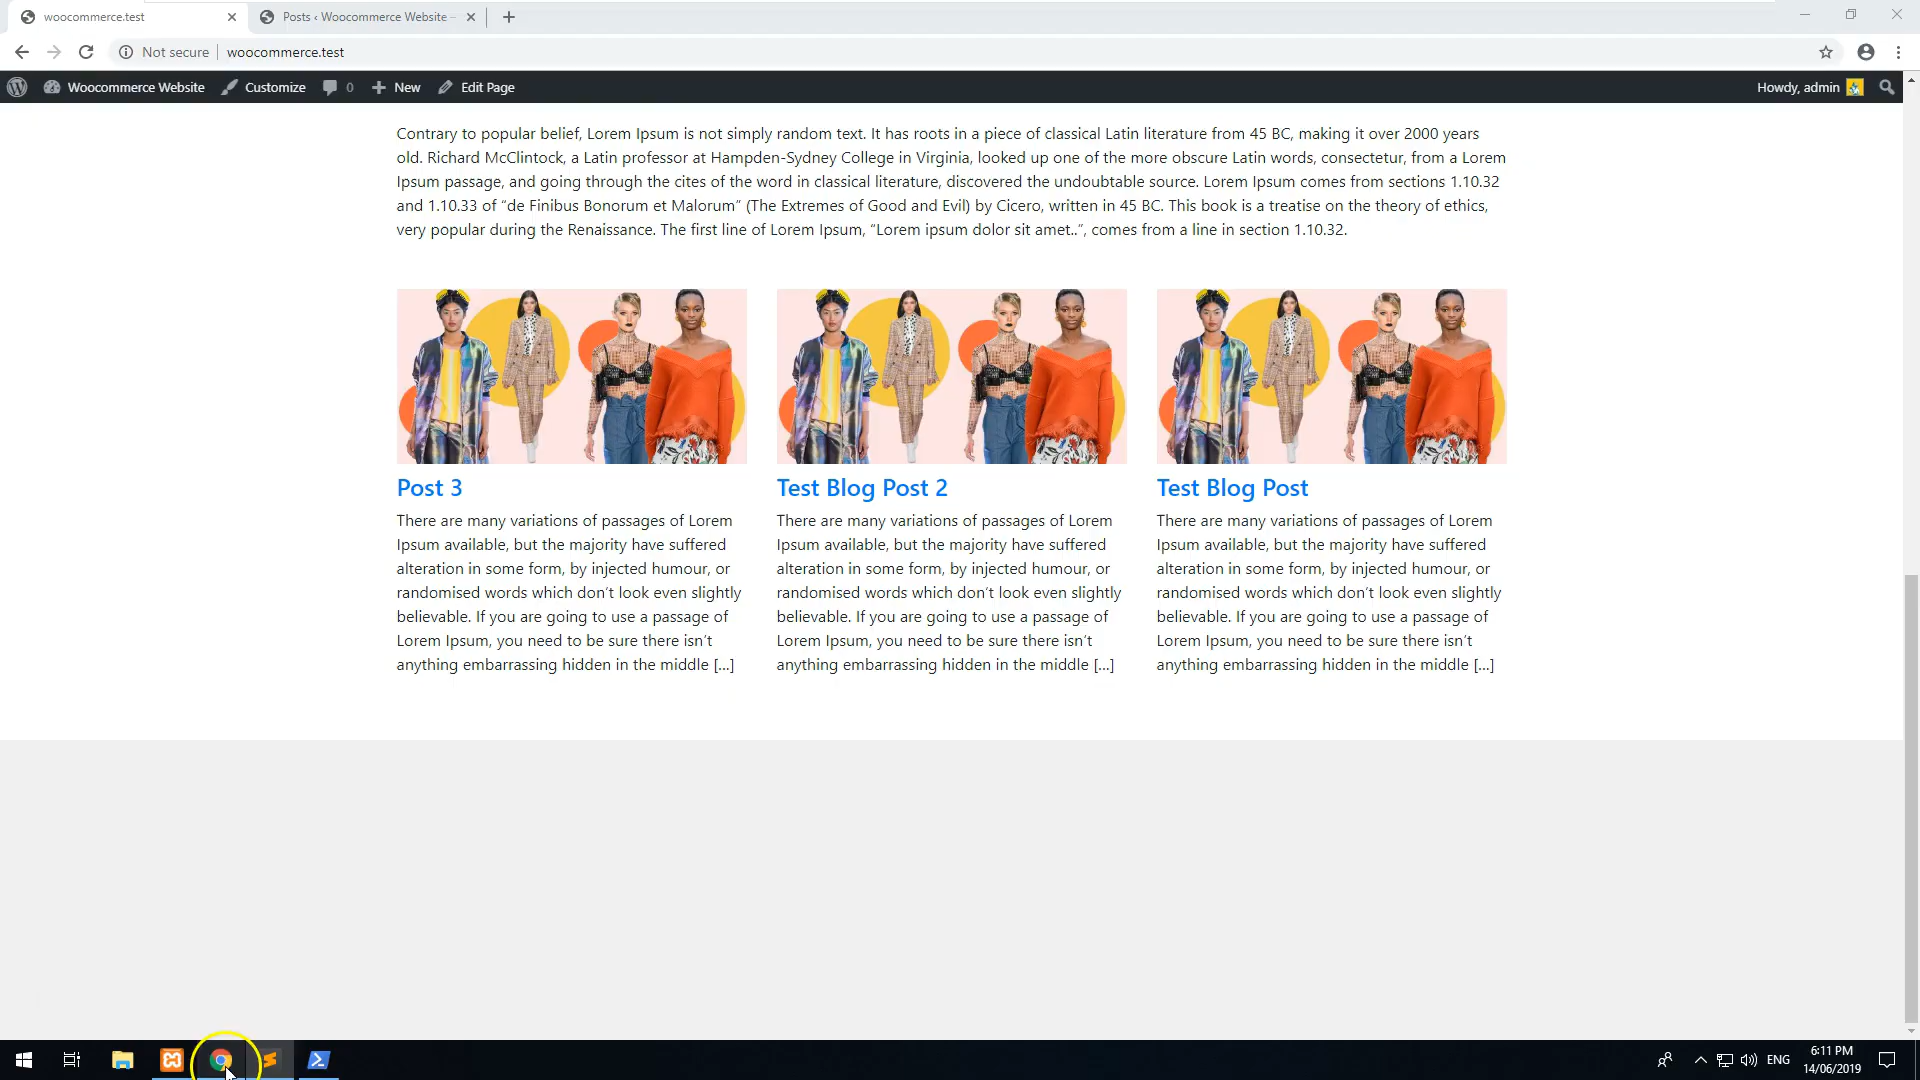 woocommerce.test
Posts ‹ Woocommerce Website –
Not secure
woocommerce.test
Woocommerce Website
Customize
0
New
Edit Page
Howdy, admin
Contrary to popular belief, Lorem Ipsum is not simply random text. It has roots in a piece of classical Latin literature from 45 BC, making it over 2000 years
old. Richard McClintock, a Latin professor at Hampden-Sydney College in Virginia, looked up one of the more obscure Latin words, consectetur, from a Lorem
Ipsum passage, and going through the cites of the word in classical literature, discovered the undoubtable source. Lorem Ipsum comes from sections 1.10.32
and 1.10.33 of “de Finibus Bonorum et Malorum” (The Extremes of Good and Evil) by Cicero, written in 45 BC. This book is a treatise on the theory of ethics,
very popular during the Renaissance. The first line of Lorem Ipsum, “Lorem ipsum dolor sit amet..”, comes from a line in section 1.10.32.
Post 3
There are many variations of passages of Lorem
Ipsum available, but the majority have suffered
alteration in some form, by injected humour, or
randomised words which don’t look even slightly
believable. If you are going to use a passage of
Lorem Ipsum, you need to be sure there isn’t
anything embarrassing hidden in the middle [...]
Test Blog Post 2
There are many variations of passages of Lorem
Ipsum available, but the majority have suffered
alteration in some form, by injected humour, or
randomised words which don’t look even slightly
believable. If you are going to use a passage of
Lorem Ipsum, you need to be sure there isn’t
anything embarrassing hidden in the middle [...]
Test Blog Post
There are many variations of passages of Lorem
Ipsum available, but the majority have suffered
alteration in some form, by injected humour, or
randomised words which don’t look even slightly
believable. If you are going to use a passage of
Lorem Ipsum, you need to be sure there isn’t
anything embarrassing hidden in the middle [...]
ENG
6:11 PM
14/06/2019